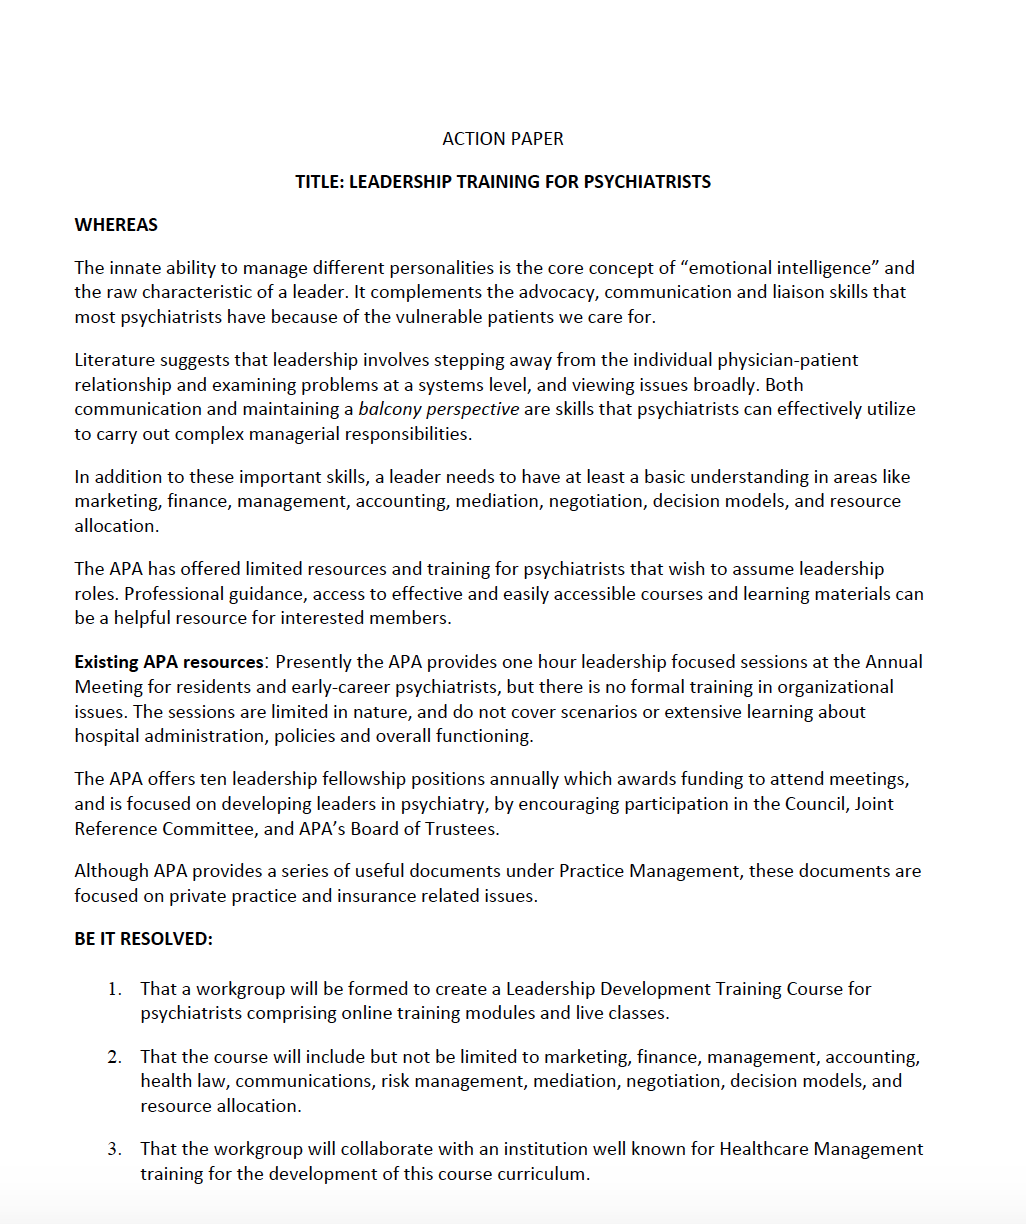 ACTION PAPER
TITLE: LEADERSHIP TRAINING FOR PSYCHIATRISTS
WHEREAS
The innate ability to manage different personalities is the core concept of “emotional intelligence” and
the raw characteristic of a leader. It complements the advocacy, communication and liaison skills that
most psychiatrists have because of the vulnerable patients we care for.
Literature suggests that leadership involves stepping away from the individual physician-patient
relationship and examining problems at a systems level, and viewing issues broadly. Both
communication and maintaining a balcony perspective are skills that psychiatrists can effectively utilize
to carry out complex managerial responsibilities.
In addition to these important skills, a leader needs to have at least a basic understanding in areas like
marketing, finance, management, accounting, mediation, negotiation, decision models, and resource
allocation.
The APA has offered limited resources and training for psychiatrists that wish to assume leadership
roles. Professional guidance, access to effective and easily accessible courses and learning materials can
be a helpful resource for interested members.
Existing APA resources: Presently the APA provides one hour leadership focused sessions at the Annual
Meeting for residents and early-career psychiatrists, but there is no formal training in organizational
issues. The sessions are limited in nature, and do not cover scenarios or extensive learning about
hospital administration, policies and overall functioning.
The APA offers ten leadership fellowship positions annually which awards funding to attend meetings,
and is focused on developing leaders in psychiatry, by encouraging participation in the Council, Joint
Reference Committee, and APA’s Board of Trustees.
Although APA provides a series of useful documents under Practice Management, these documents are
focused on private practice and insurance related issues.
BE IT RESOLVED:
1. That a workgroup will be formed to create a Leadership Development Training Course for
psychiatrists comprising online training modules and live classes.
2. That the course will include but not be limited to marketing, finance, management, accounting,
health law, communications, risk management, mediation, negotiation, decision models, and
resource allocation.
3. That the workgroup will collaborate with an institution well known for Healthcare Management
training for the development of this course curriculum.